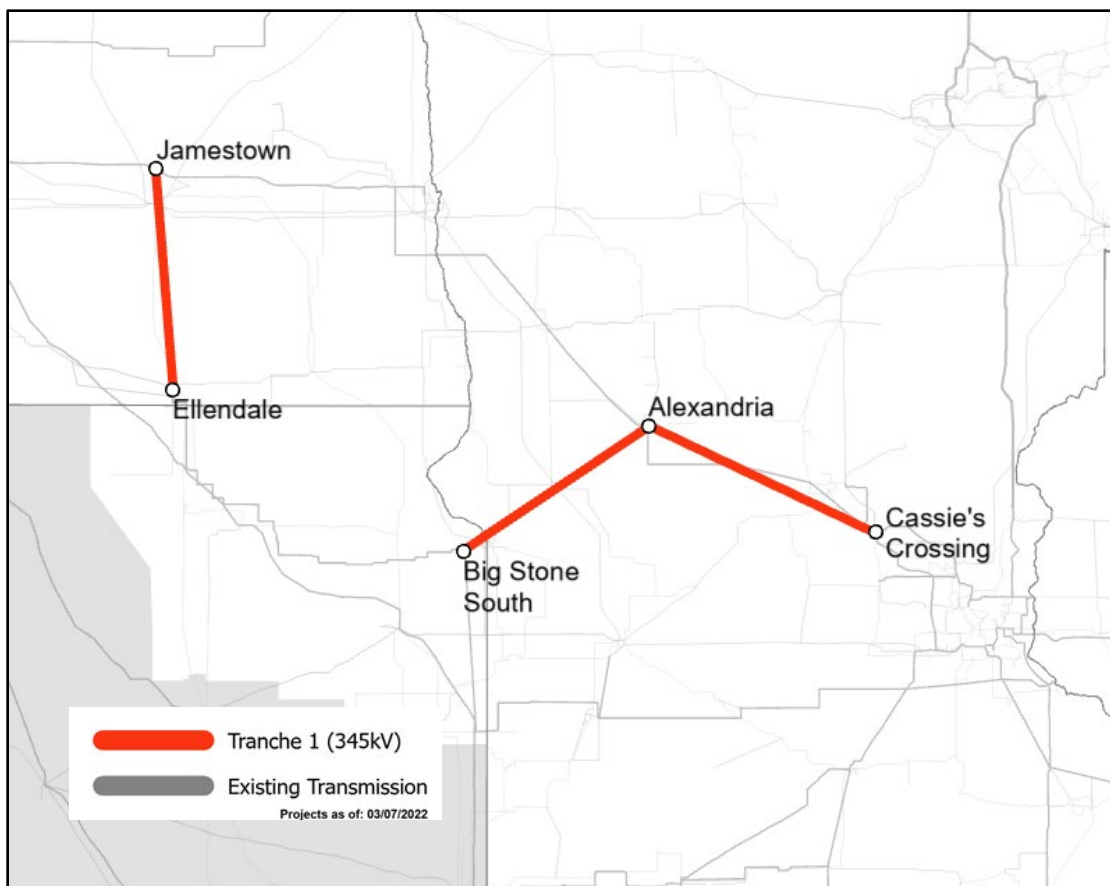 Jamestown
Ellendale
Alexandria
Cassie's
Crossing
Big Stone
South
Tranche 1 (345kV)
Existing Transmission
Projects as of: 03/07/2022